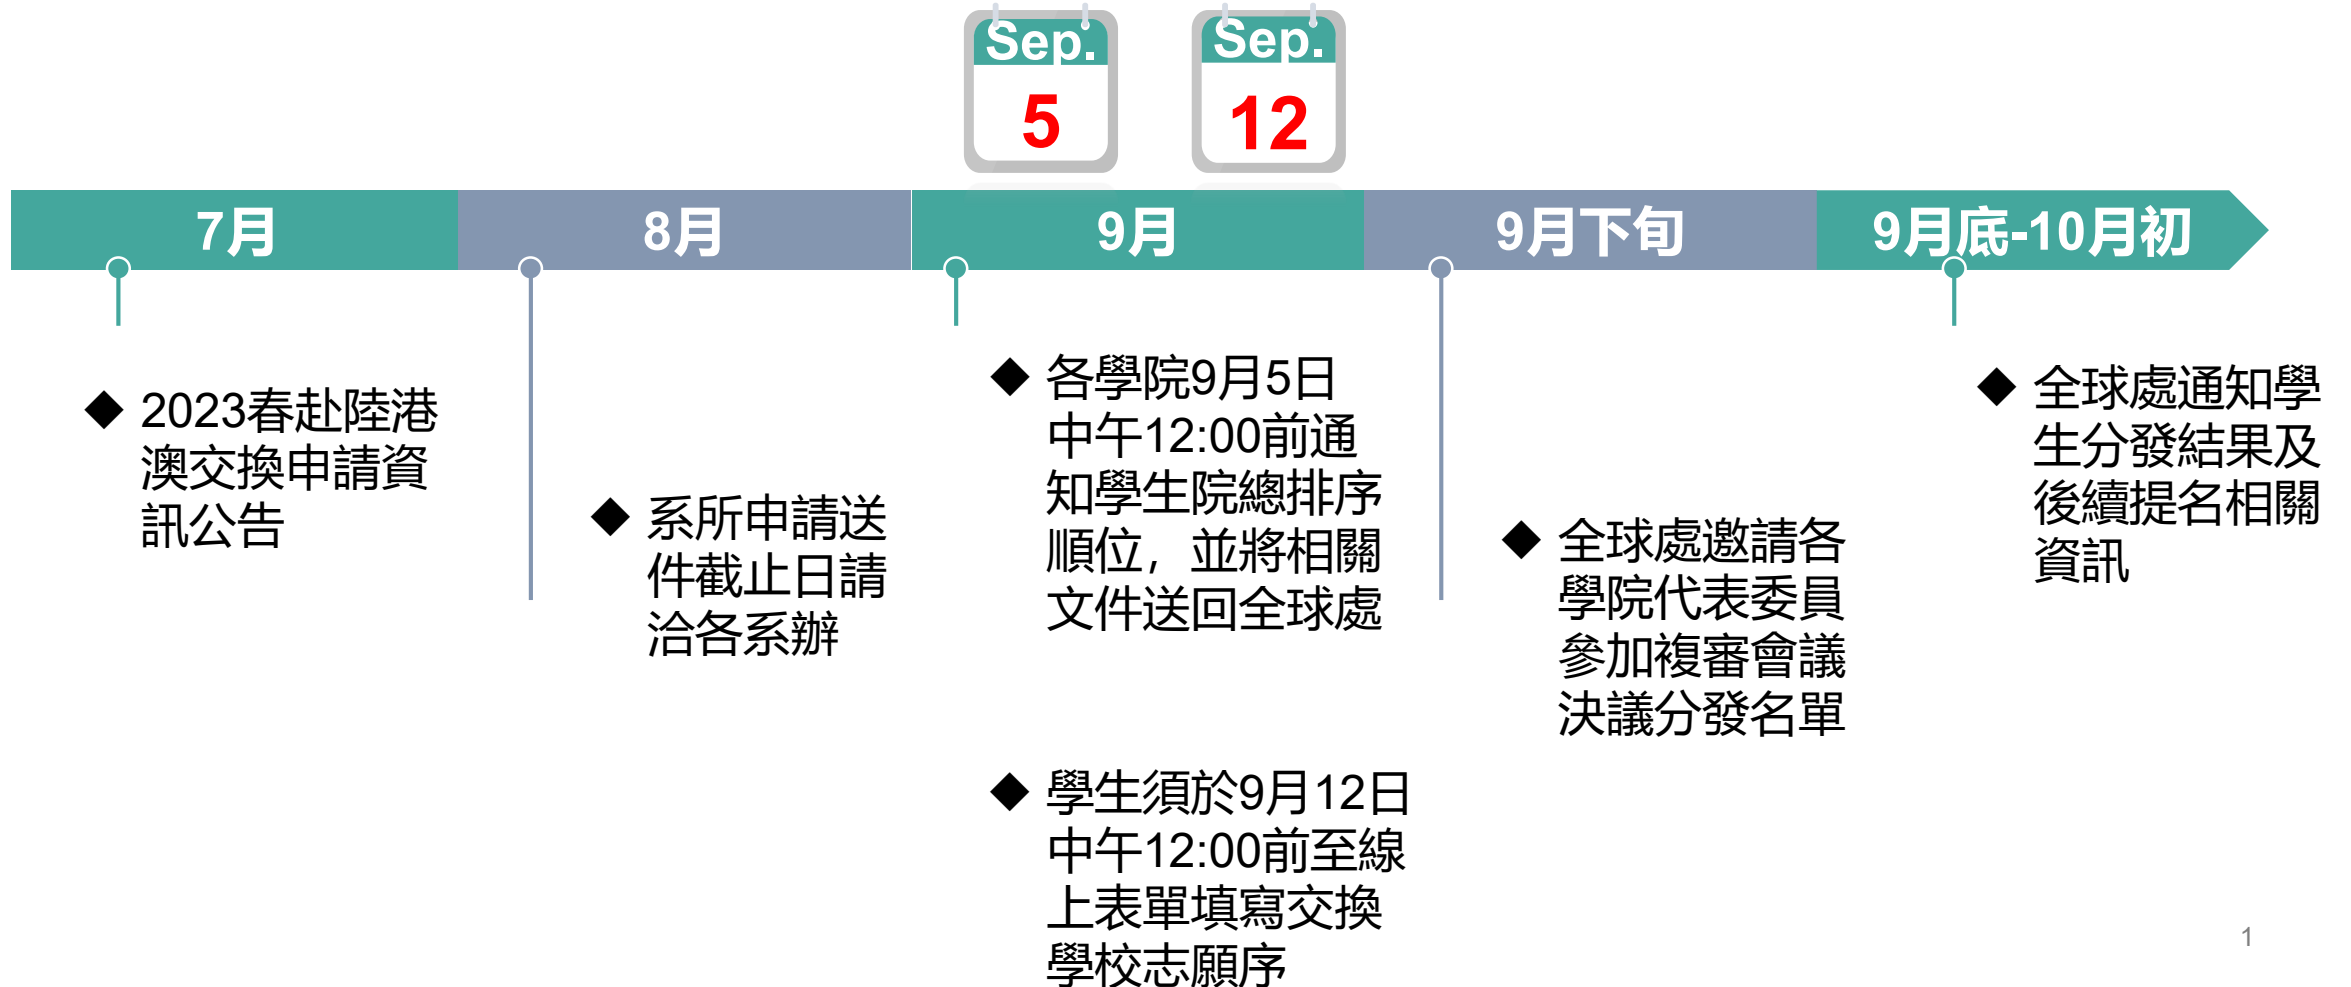 Sep.
5
Sep.
12
7月
8月
9月
9月下旬
9月底-10月初
◆ 2023春赴陸港
澳交換申請資
訊公告
◆ 系所申請送
件截止日請
洽各系辦
◆ 各學院9月5日
中午12:00前通
知學生院總排序
順位，並將相關
文件送回全球處
◆ 學生須於9月12日
中午12:00前至線
上表單填寫交換
學校志願序
◆ 全球處邀請各
學院代表委員
參加複審會議
決議分發名單
◆ 全球處通知學
生分發結果及
後續提名相關
資訊
1